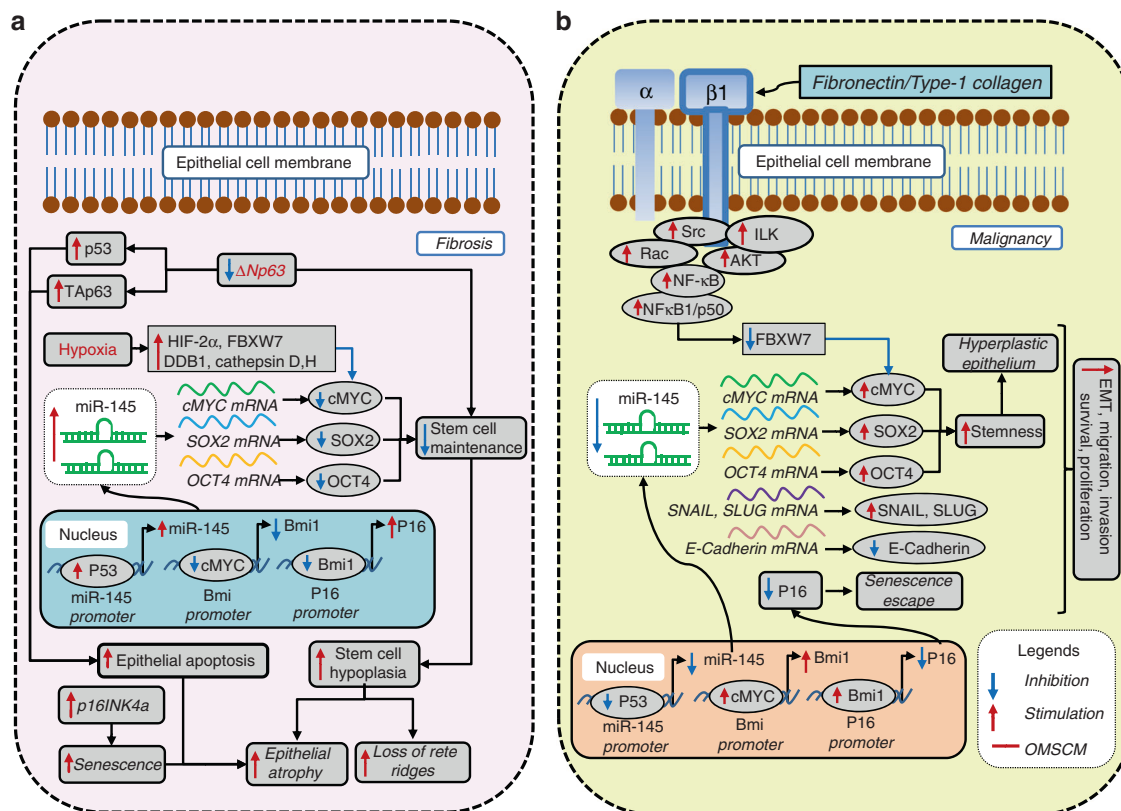 a
Epithelial cell membrane
Fibrosis
p53
TAp63
ΔNp63
Hypoxia
HIF-2α, FBXW7
DDB1, cathepsin D,H
miR-145
cMYC mRNA
SOX2 mRNA
OCT4 mRNA
cMYC
SOX2
OCT4
Stem cell
maintenance
Nucleus
miR-145
Bmi1
P16
P53
cMYC
Bmi1
miR-145
promoter
Bmi
promoter
P16
promoter
Epithelial apoptosis
Stem cell
hypoplasia
p16INK4a
Senescence
Epithelial
atrophy
Loss of rete
ridges
b
α
β1
Fibronectin/Type-1 collagen
Epithelial cell membrane
Malignancy
Src
ILK
Rac
AKT
NF-κB
NFκB1/p50
FBXW7
Hyperplastic
epithelium
miR-145
cMYC mRNA
SOX2 mRNA
OCT4 mRNA
SNAIL, SLUG mRNA
E-Cadherin mRNA
cMYC
SOX2
OCT4
SNAIL, SLUG
E-Cadherin
Stemness
EMT, migration, invasion
survival, proliferation
P16
Senescence
escape
Nucleus
miR-145
Bmi1
P16
P53
cMYC
Bmi1
miR-145
promoter
Bmi
promoter
P16
promoter
Legends
Inhibition
Stimulation
OMSCM